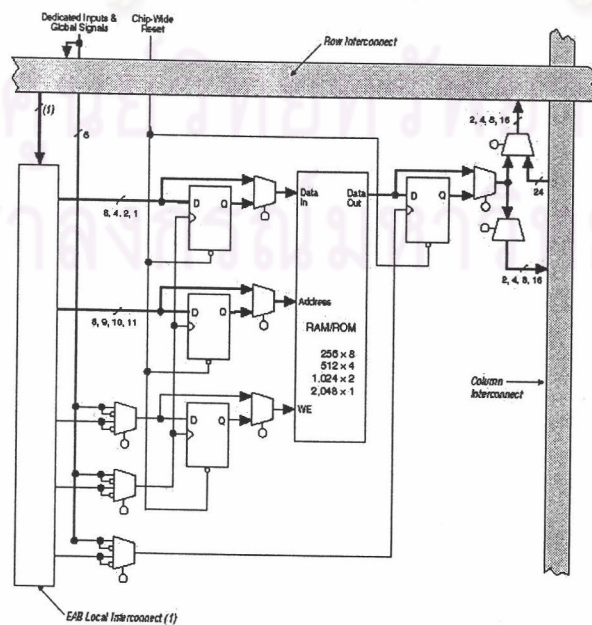 Dedicated Inputs &
Global Signals
Chip-Wide
Reset
Row Interconnect
(1)
6
2, 4, 8, 16
24
2, 4, 8, 16
8, 4, 2, 1
D Q
Data
In
Data
Out
D Q
8, 9, 10, 11
D Q
Address
RAM/ROM
256 × 8
512 × 4
1,024 × 2
2,048 × 1
Column
Interconnect
D Q
WE
EAB Local Interconnect (1)